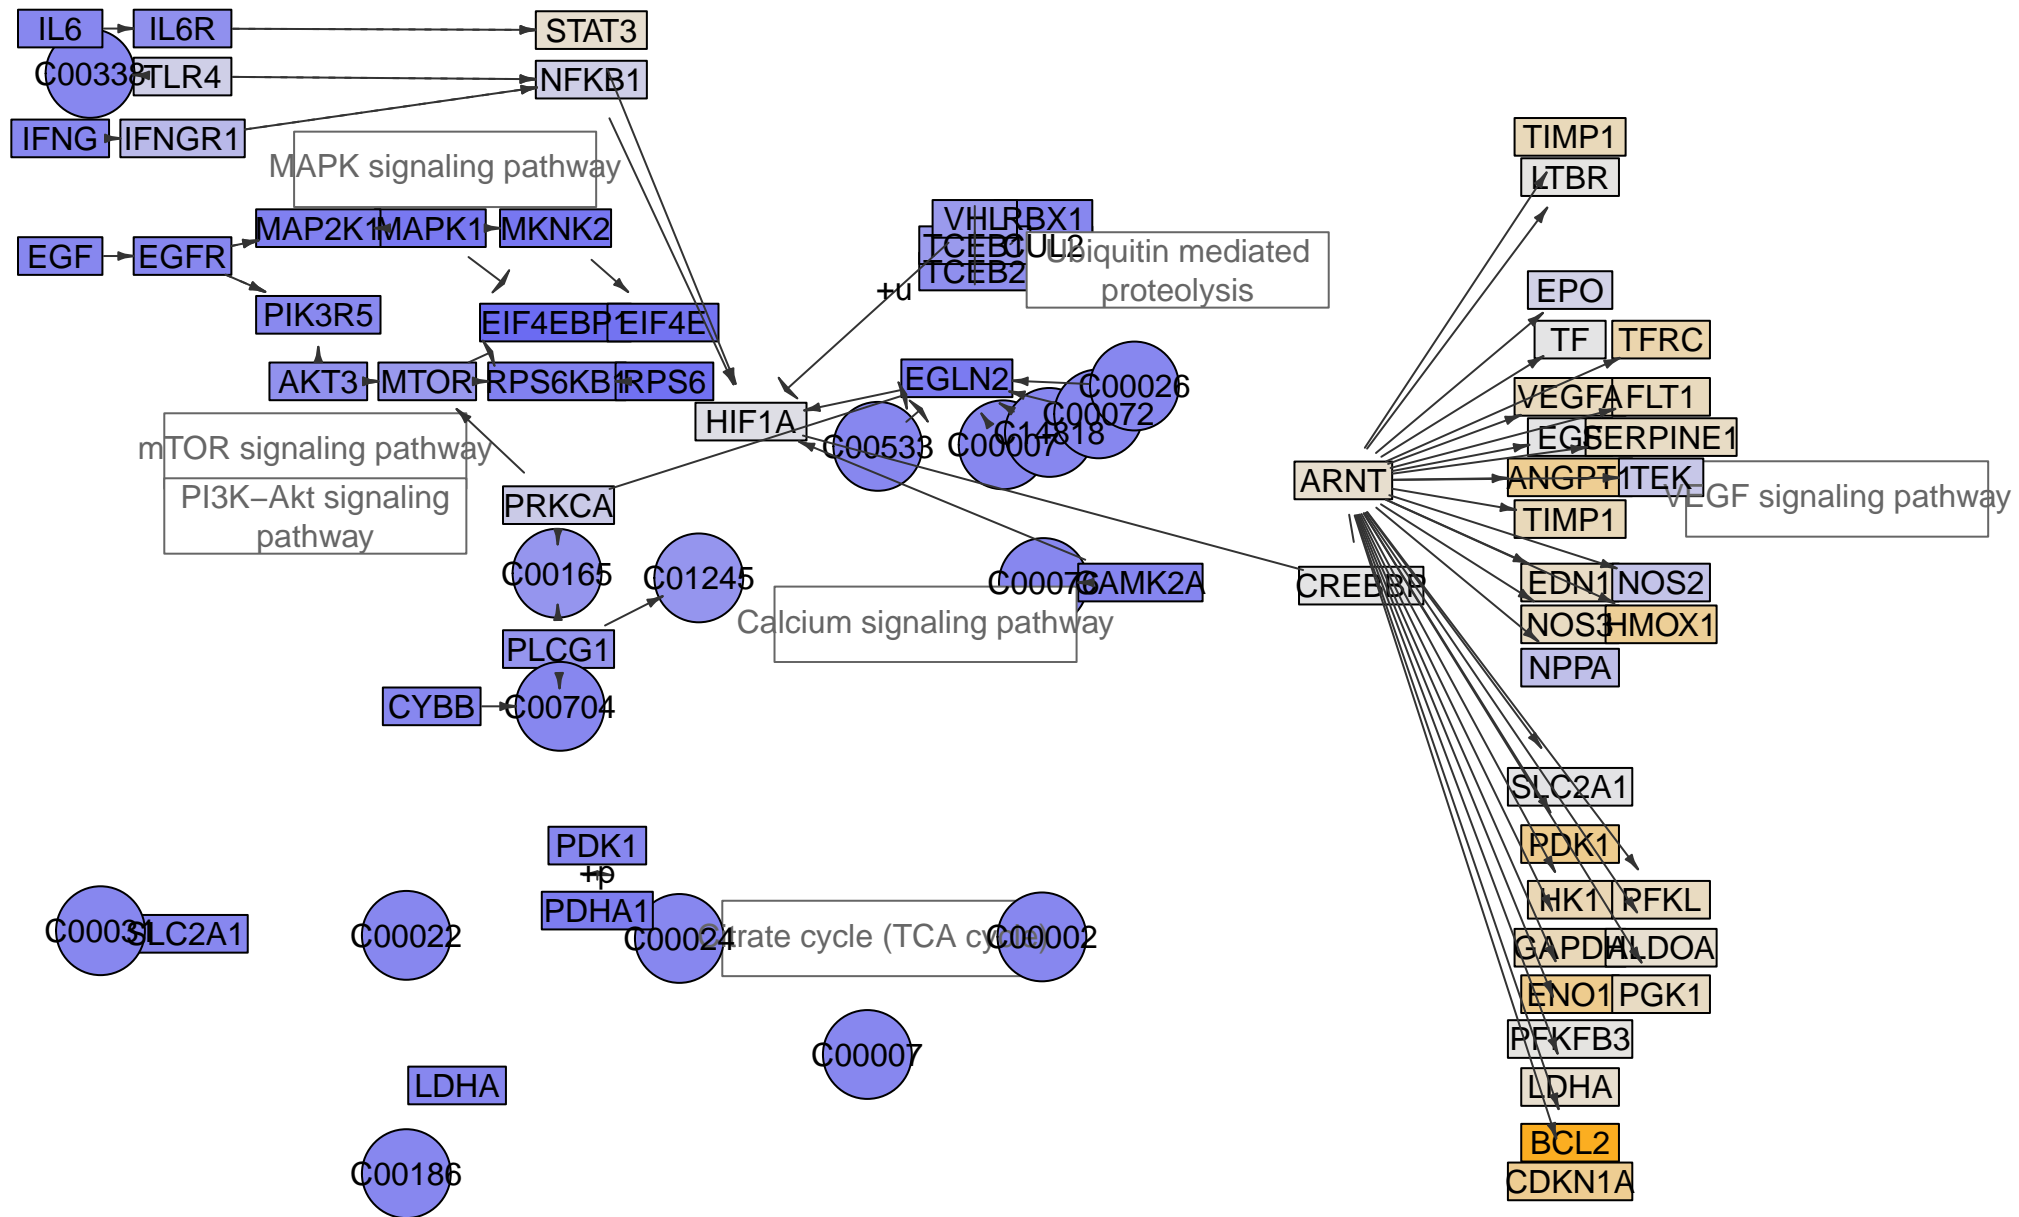 IL6
IL6R
STAT3
C00338
TLR4
NFKB1
IFNG
IFNGR1
MAPK signaling pathway
TIMP1
LTBR
MAP2K1
MAPK1
MKNK2
VHL
RBX1
EGF
EGFR
TCEB1
CUL2
Ubiquitin mediated
proteolysis
TCEB2
+u
EPO
PIK3R5
EIF4EBP1
EIF4E
TF
TFRC
AKT3
MTOR
RPS6KB1
RPS6
EGLN2
C00026
HIF1A
C00533
C00007
C14818
C00072
VEGFA
FLT1
mTOR signaling pathway
EGF
SERPINE1
PI3K–Akt signaling
pathway
PRKCA
ARNT
ANGPT1
TEK
VEGF signaling pathway
TIMP1
C00165
C01245
C00076
CAMK2A
CREBBP
EDN1
NOS2
Calcium signaling pathway
NOS3
HMOX1
PLCG1
NPPA
CYBB
C00704
SLC2A1
PDK1
+p
PDK1
PDHA1
HK1
PFKL
C00031
SLC2A1
C00022
C00024
Citrate cycle (TCA cycle)
C00002
GAPDH
ALDOA
ENO1
PGK1
C00007
PFKFB3
LDHA
LDHA
BCL2
C00186
CDKN1A